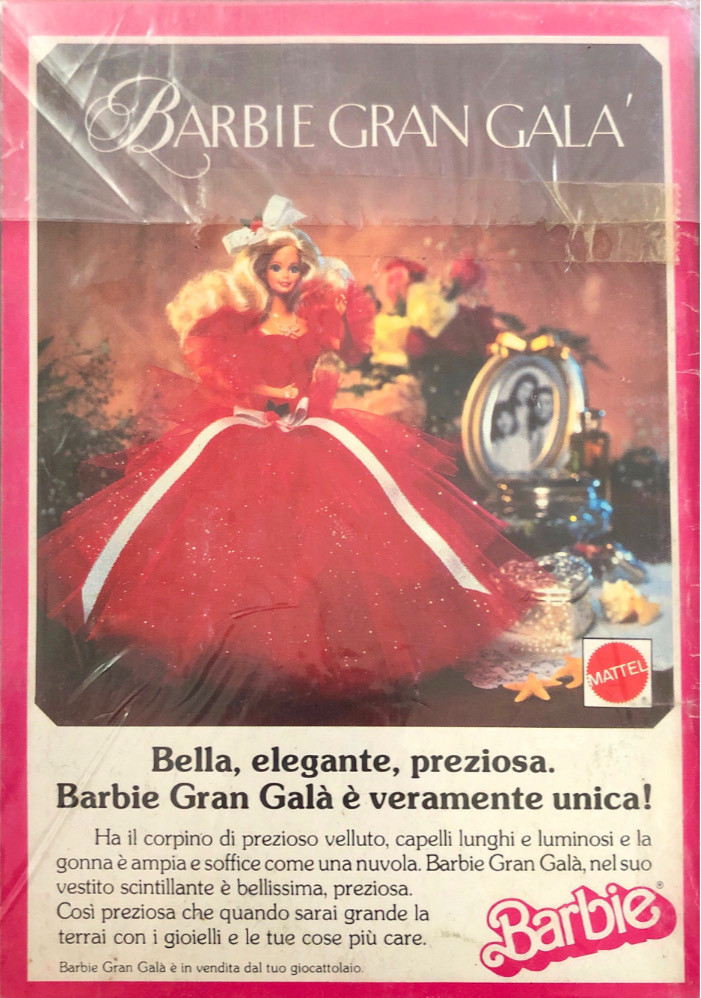 BARBIE GRAN GALA'
MATTEL
Bella, elegante, preziosa.
Barbie Gran Galà è veramente unica!
Ha il corpino di prezioso velluto, capelli lunghi e luminosi e la
gonna è ampia e soffice come una nuvola. Barbie Gran Galà, nel suo
vestito scintillante è bellissima, preziosa.
Così preziosa che quando sarai grande la
terrai con i gioielli e le tue cose più care.
Barbie®
Barbie Gran Galà è in vendita dal tuo giocattolaio.